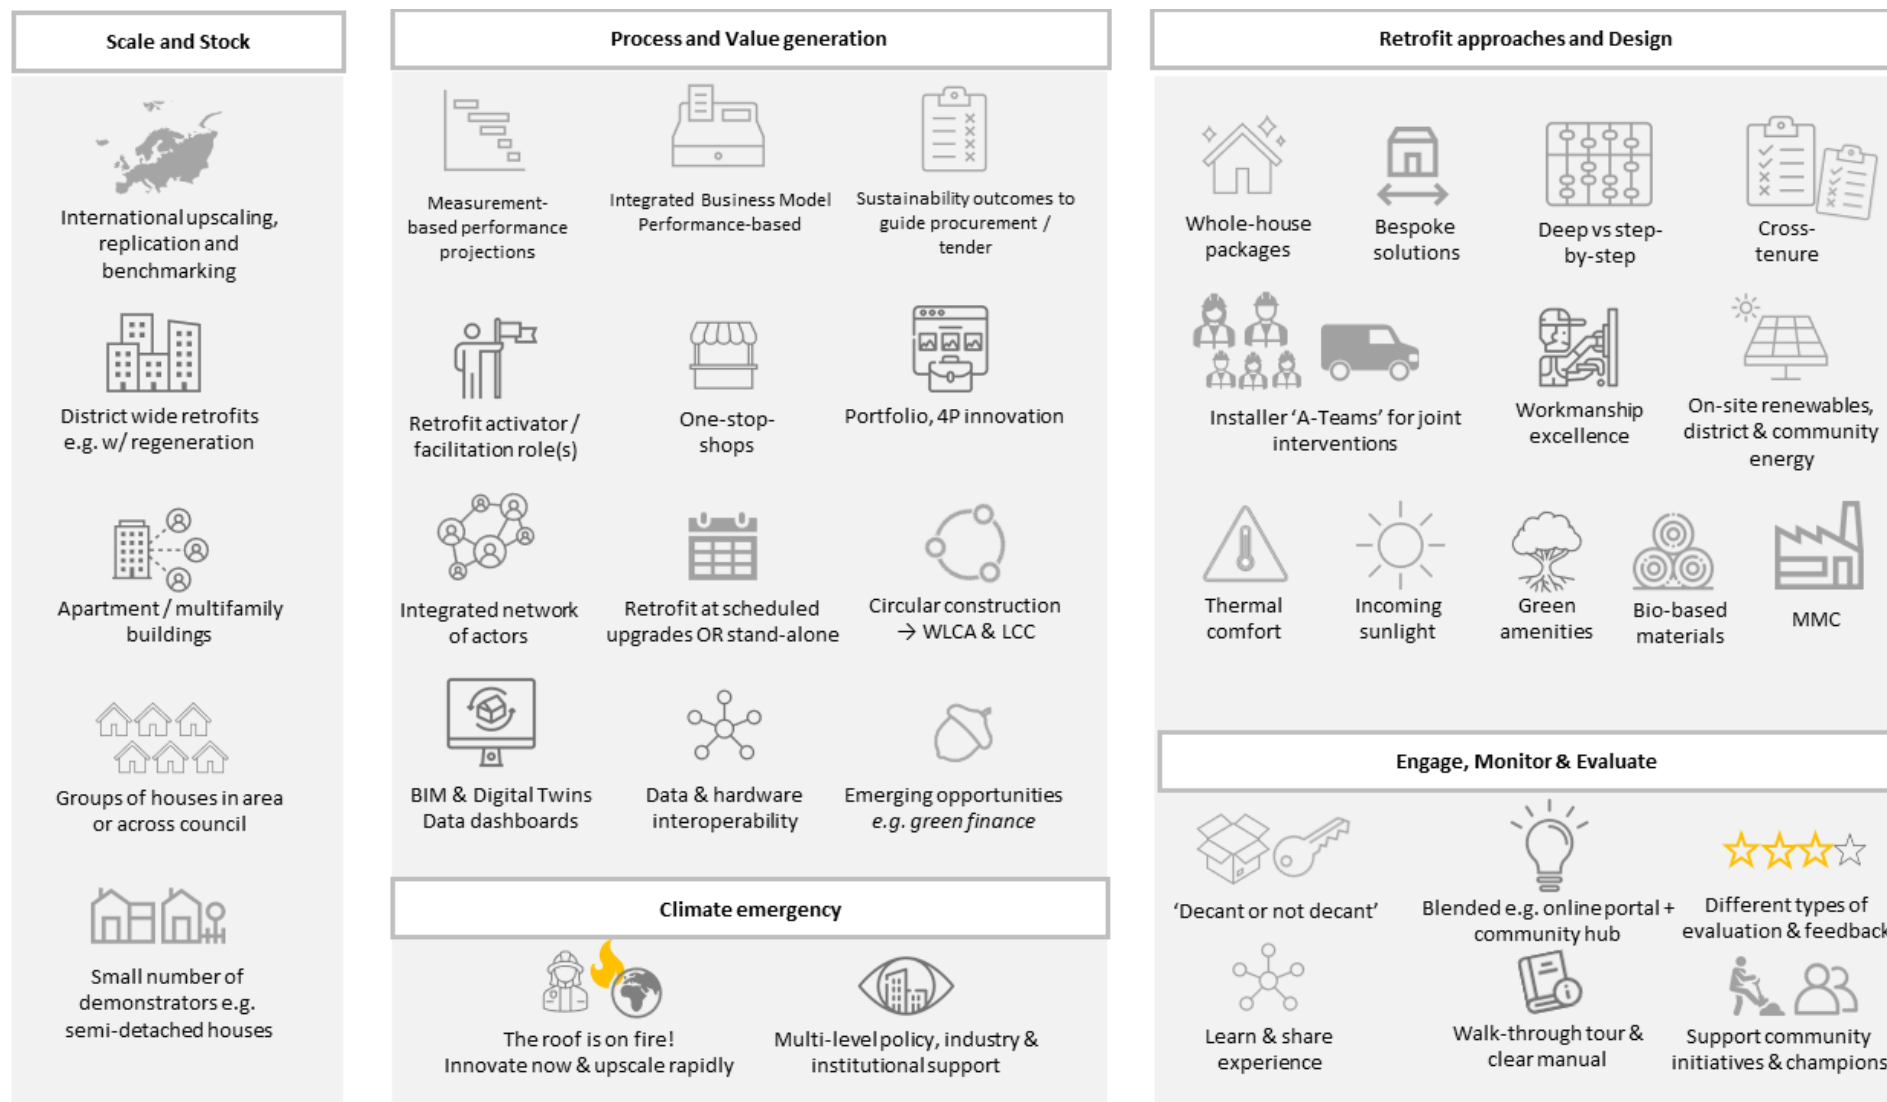 Scale and Stock
International upscaling,
replication and
benchmarking
District wide retrofits
e.g. w/ regeneration
Apartment / multifamily
buildings
Groups of houses in area
or across council
Small number of
demonstrators e.g.
semi-detached houses
Process and Value generation
Measurement-
based performance
projections
Integrated Business Model
Performance-based
Sustainability outcomes to
guide procurement /
tender
Retrofit activator /
facilitation role(s)
One-stop-
shops
Portfolio, 4P innovation
Integrated network
of actors
Retrofit at scheduled
upgrades OR stand-alone
Circular construction
→ WLCA & LCC
BIM & Digital Twins
Data dashboards
Data & hardware
interoperability
Emerging opportunities
e.g. green finance
Climate emergency
The roof is on fire!
Innovate now & upscale rapidly
Multi-level policy, industry &
institutional support
Retrofit approaches and Design
Whole-house
packages
Bespoke
solutions
Deep vs step-
by-step
Cross-
tenure
Installer ‘A-Teams’ for joint
interventions
Workmanship
excellence
On-site renewables,
district & community
energy
Thermal
comfort
Incoming
sunlight
Green
amenities
Bio-based
materials
MMC
Engage, Monitor & Evaluate
‘Decant or not decant’
Blended e.g. online portal +
community hub
Different types of
evaluation & feedback
Learn & share
experience
Walk-through tour &
clear manual
Support community
initiatives & champions